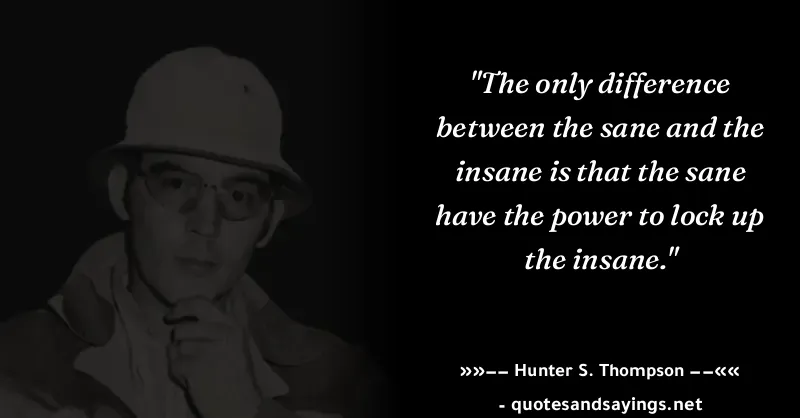 "The only difference
between the sane and the
insane is that the sane
have the power to lock up
the insane."
»»−− Hunter S. Thompson −−««
- quotesandsayings.net